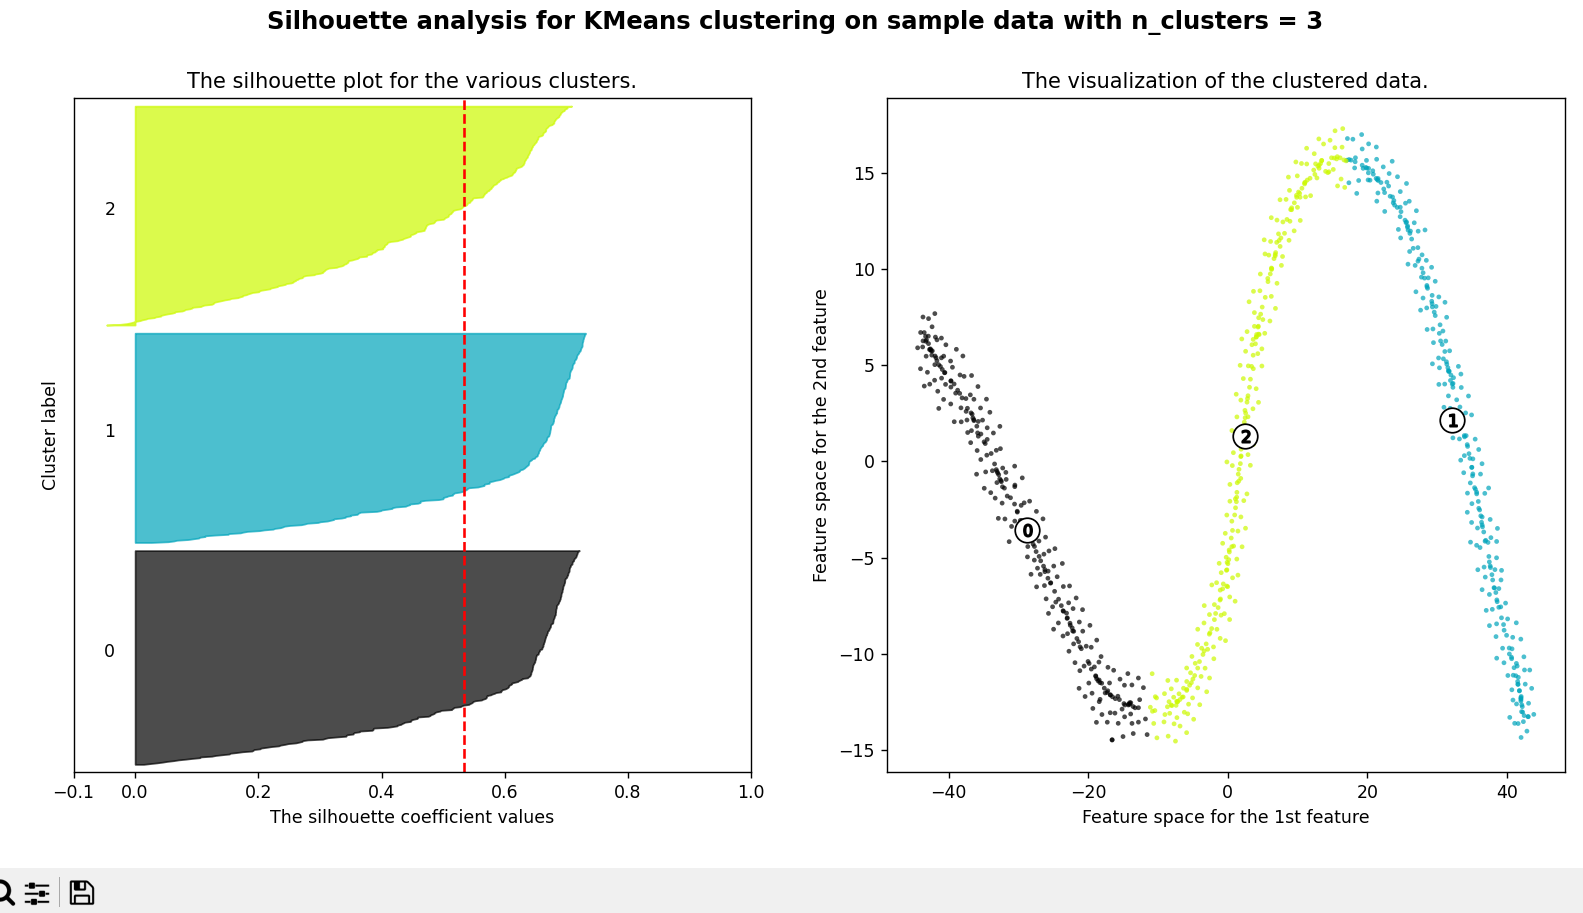 Silhouette analysis for KMeans clustering on sample data with n_clusters = 3
The silhouette plot for the various clusters.
2
1
0
Cluster label
−0.1 0.0 0.2 0.4 0.6 0.8 1.0
The silhouette coefficient values
The visualization of the clustered data.
15
10
5
0
−5
−10
−15
Feature space for the 2nd feature
0
2
1
−40 −20 0 20 40
Feature space for the 1st feature